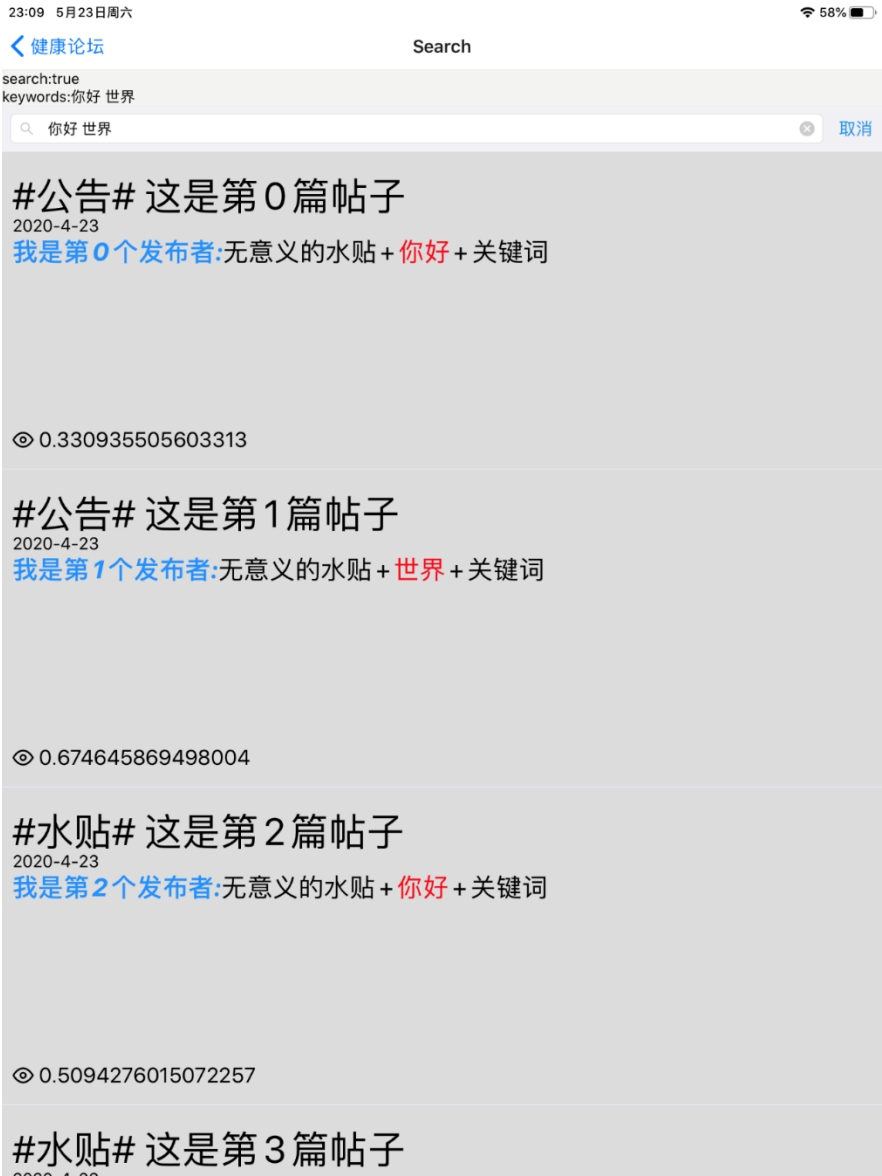 23:09 5月23日周六
58%
健康论坛
Search
search:true
keywords:你好 世界
你好 世界
取消
#公告# 这是第0篇帖子
2020-4-23
我是第0个发布者:无意义的水贴+你好+关键词
0.330935505603313
#公告# 这是第1篇帖子
2020-4-23
我是第1个发布者:无意义的水贴+世界+关键词
0.674645869498004
#水贴# 这是第2篇帖子
2020-4-23
我是第2个发布者:无意义的水贴+你好+关键词
0.5094276015072257
#水贴# 这是第3篇帖子